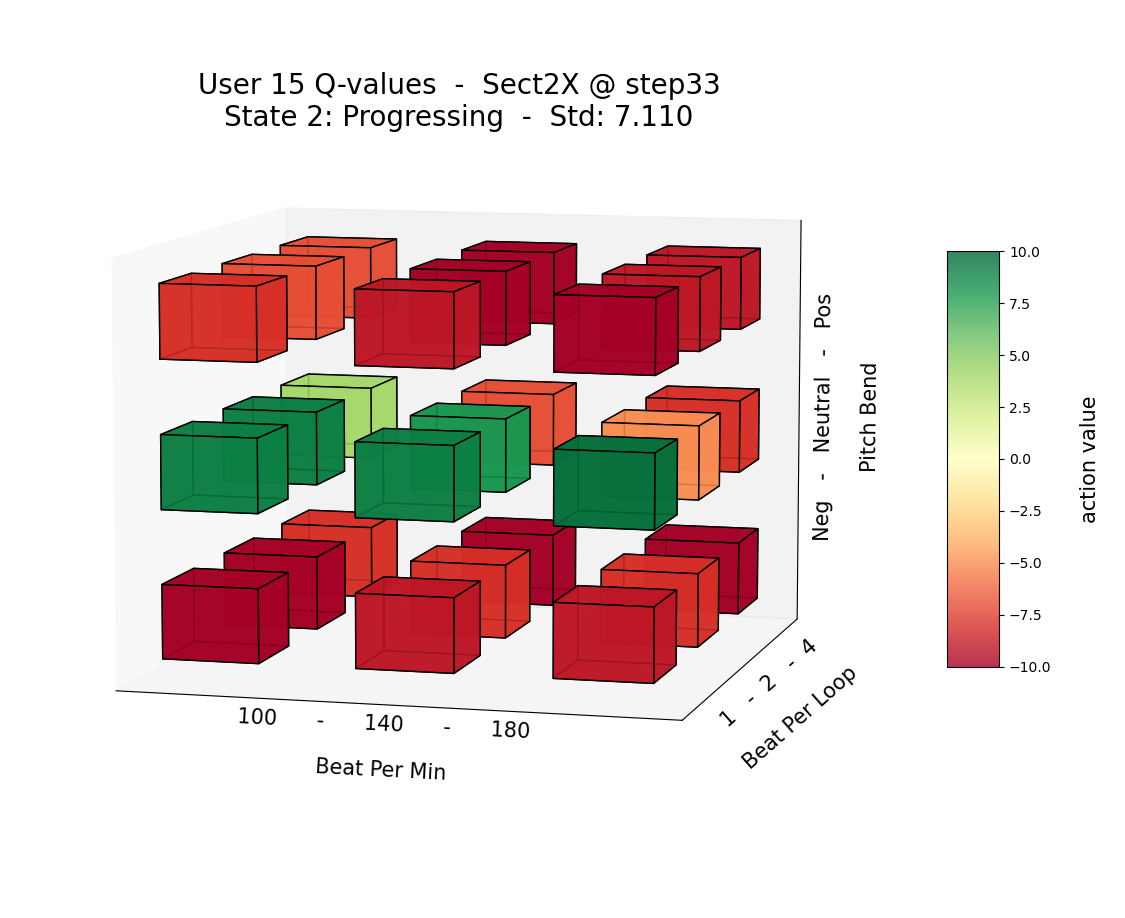 User 15 Q-values  -  Sect2X @ step33
State 2: Progressing  -  Std: 7.110
Neg  -  Neutral  -  Pos
Pitch Bend
100  -  140  -  180
Beat Per Min
1 - 2 - 4
Beat Per Loop
10.0
7.5
5.0
2.5
0.0
−2.5
−5.0
−7.5
−10.0
action value